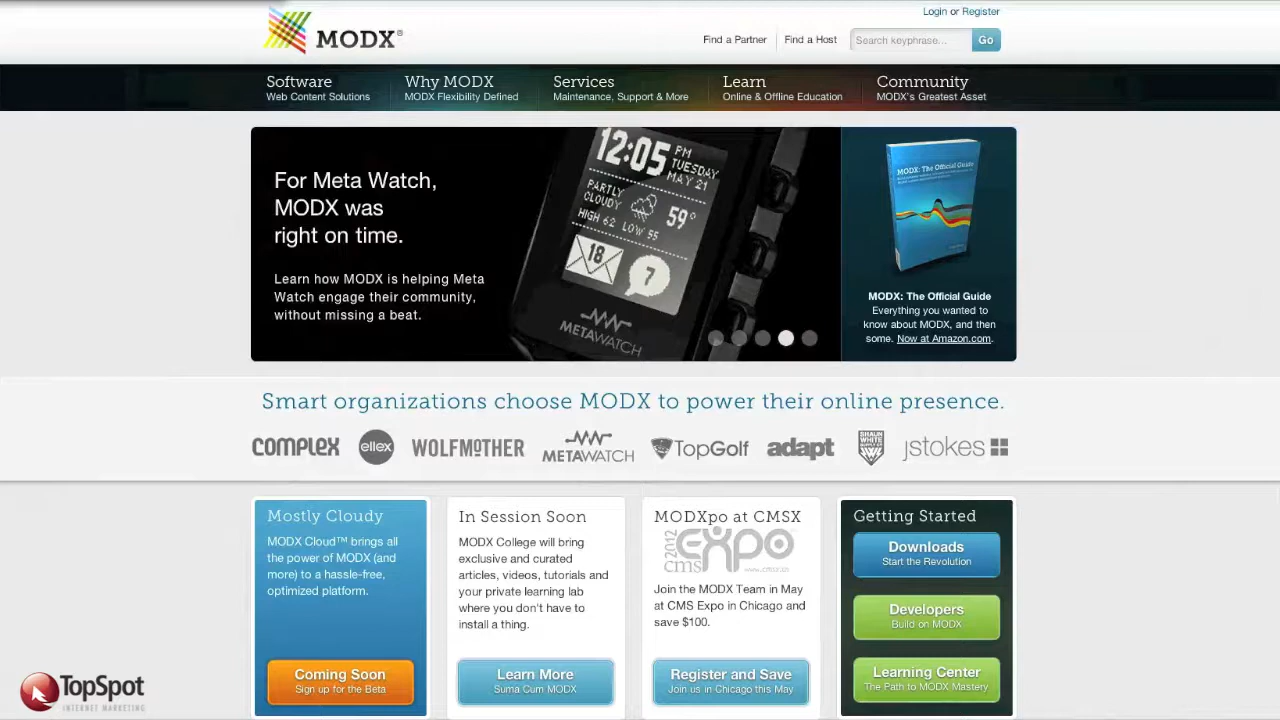 Login or Register
MODX®
Find a Partner
Find a Host
Search keyphrase...
Go
Software
Web Content Solutions
Why MODX
MODX Flexibility Defined
Services
Maintenance, Support & More
Learn
Online & Offline Education
Community
MODX's Greatest Asset
For Meta Watch,
MODX was
right on time.
Learn how MODX is helping Meta
Watch engage their community,
without missing a beat.
12:05 PM
TUESDAY
MAY 21
PARTLY
CLOUDY
59°
HIGH 62 LOW 55
18
7
METAWATCH
MODX: The Official Guide
MODX: The Official Guide
Everything you wanted to
know about MODX, and then
some. Now at Amazon.com.
Smart organizations choose MODX to power their online presence.
COMPLEX
ellex
WOLFMOTHER
METAWATCH
TopGolf
adapt
SHAUN
WHITE
jstokes
Mostly Cloudy
MODX Cloud™ brings all
the power of MODX (and
more) to a hassle-free,
optimized platform.
Coming Soon
Sign up for the Beta
In Session Soon
MODX College will bring
exclusive and curated
articles, videos, tutorials and
your private learning lab
where you don't have to
install a thing.
Learn More
Suma Cum MODX
MODXpo at CMSX
2012
cms
expo
Join the MODX Team in May
at CMS Expo in Chicago and
save $100.
Register and Save
Join us in Chicago this May
Getting Started
Downloads
Start the Revolution
Developers
Build on MODX
Learning Center
The Path to MODX Mastery
TopSpot
INTERNET MARKETING